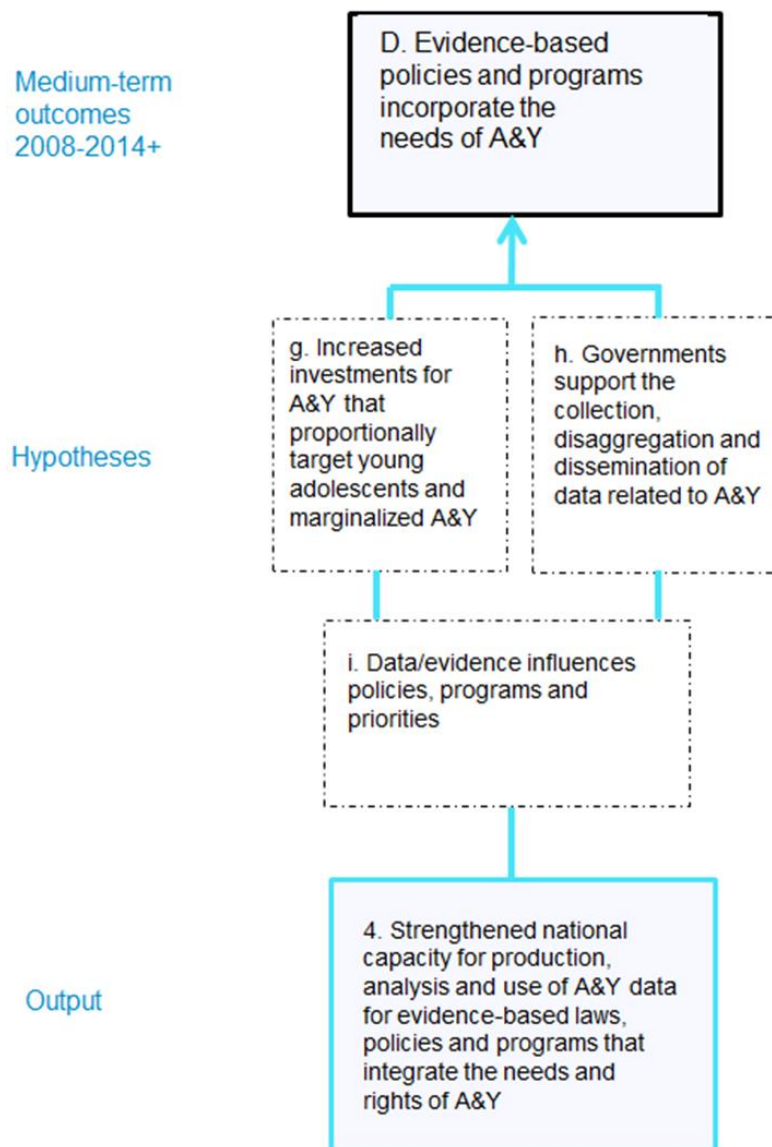 Medium-term
outcomes
2008-2014+
D. Evidence-based
policies and programs
incorporate the
needs of A&Y
Hypotheses
g. Increased
investments for
A&Y that
proportionally
target young
adolescents and
marginalized A&Y
h. Governments
support the
collection,
disaggregation and
dissemination of
data related to A&Y
i. Data/evidence influences
policies, programs and
priorities
Output
4. Strengthened national
capacity for production,
analysis and use of A&Y data
for evidence-based laws,
policies and programs that
integrate the needs and
rights of A&Y